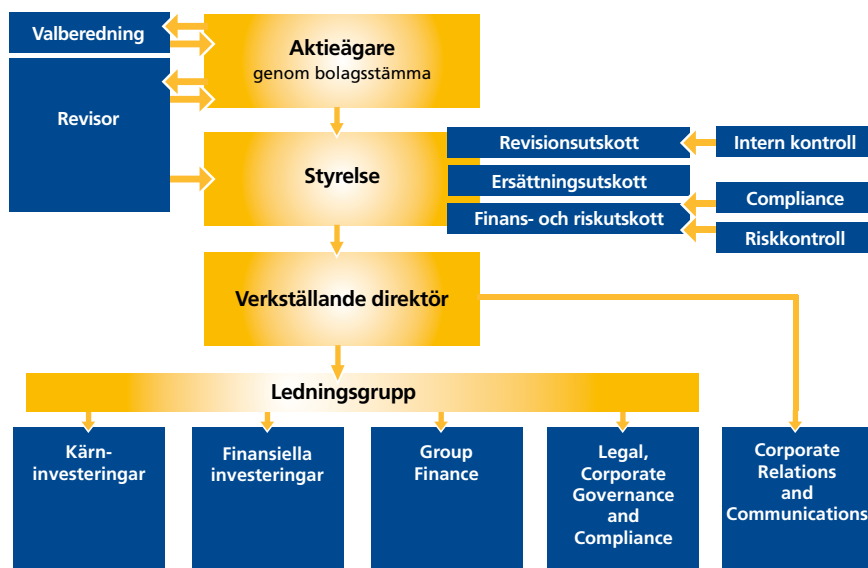 Valberedning
Aktieägare
genom bolagsstämma
Revisor
Styrelse
Revisionsutskott
Intern kontroll
Ersättningsutskott
Compliance
Finans- och riskutskott
Riskkontroll
Verkställande direktör
Ledningsgrupp
Kärn-
investeringar
Finansiella
investeringar
Group
Finance
Legal,
Corporate
Governance
and
Compliance
Corporate
Relations
and
Communications